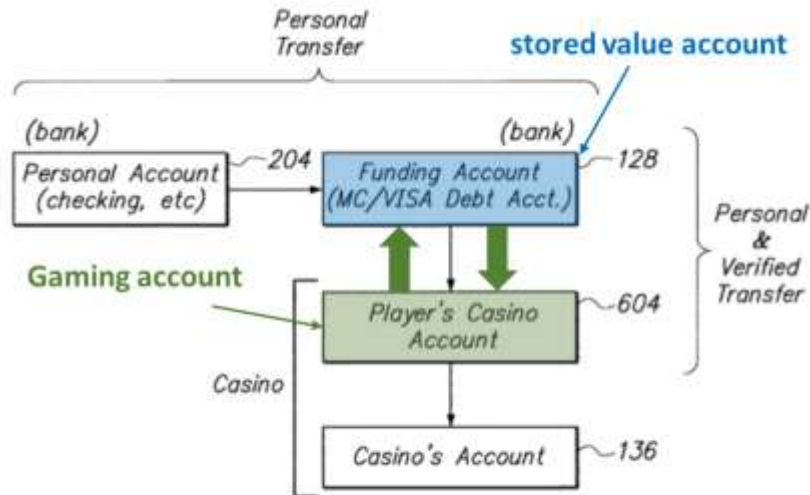 Personal
Transfer
stored value account
(bank)
(bank)
Personal Account
(checking, etc)
204
Funding Account
(MC/VISA Debt Acct.)
128
Personal
&
Verified
Transfer
Gaming account
Player's Casino
Account
604
Casino
Casino's Account
136